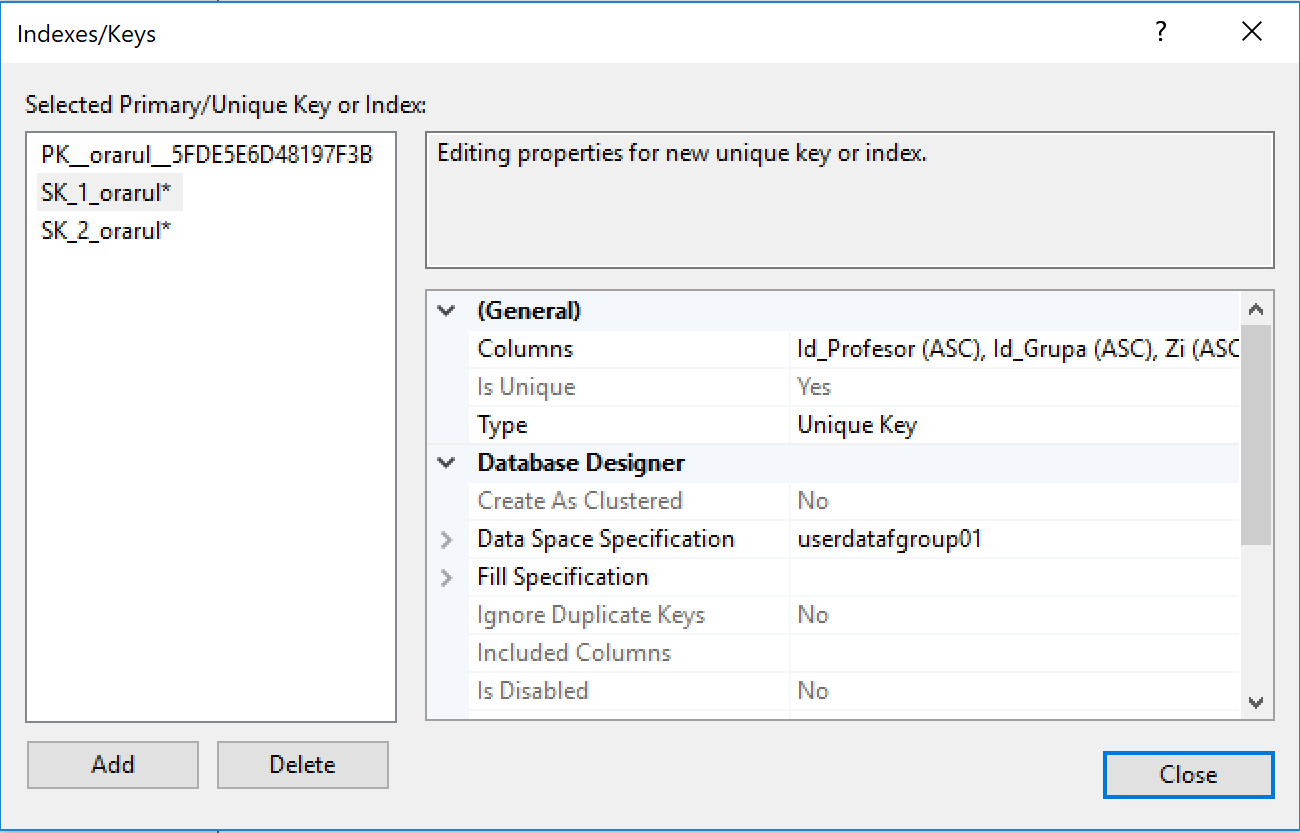 Indexes/Keys
?
Selected Primary/Unique Key or Index:
PK__orarul__5FDE5E6D48197F3B
SK_1_orarul*
SK_2_orarul*
Editing properties for new unique key or index.
(General)
Columns Id_Profesor (ASC), Id_Grupa (ASC), Zi (ASC
Is Unique Yes
Type Unique Key
Database Designer
Create As Clustered No
Data Space Specification userdatafgroup01
Fill Specification
Ignore Duplicate Keys No
Included Columns
Is Disabled No
Add Delete
Close